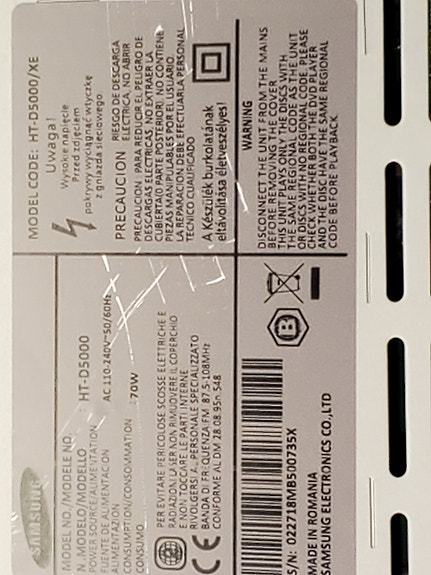 SAMSUNG
MODEL NO./MODELE NO.
N. MODELO/MODELLO : HT-D5000
POWER SOURCE/ALIMENTATION
FUENTE DE ALIMENTACION
ALIMENTAZION AC 110-240V~50/60Hz
CONSUMPTION/CONSOMMATION
CONSUMO : 70W
PER EVITARE PERICOLOSE SCOSSE ELETTRICHE E
RADIAZIONI LASER NON RIMUOVERE IL COPERCHIO
E NON TOCCARE LE PARTI INTERNE
RIVOLGERSI A PERSONALE SPECIALIZZATO
BANDA DI FREQUENZA FM 87.5-108MHz
CONFORME AL DM 28.08.95n.548
CE
S/N: 022718MB500735X
MADE IN ROMANIA
SAMSUNG ELECTRONICS CO.,LTD
MODEL CODE: HT-D5000/XE
Uwaga!
Wysokie napięcie
Przed zdjęciem
pokrywy wyciągnąć wtyczkę
z gniazda sieciowego
PRECAUCION RIESGO DE DESCARGA
ELECTRICA, NO ABRIR
PRECAUCION. PARA REDUCIR EL PELIGRO DE
DESCARGAS ELECTRICAS, NO EXTRAER LA
CUBIERTA(O PARTE POSTERIOR). NO CONTIENE
PIEZAS MANIPULABLES POR EL USUARIO.
LA REPARACION DEBE EFECTUARLA PERSONAL
TECNICO CUALIFICADO
A Készülék burkolatának
eltávolítása életveszélyes!
WARNING
DISCONNECT THE UNIT FROM THE MAINS
BEFORE REMOVING THE COVER
THIS UNIT PLAYS ONLY THE DISCS WITH
THE SAME REGIONAL CODE AS THE UNIT
OR DISCS WITH NO REGIONAL CODE. PLEASE
CHECK WHETHER BOTH THE DVD PLAYER
AND THE DISC HAVE THE SAME REGIONAL
CODE BEFORE PLAYBACK.
B